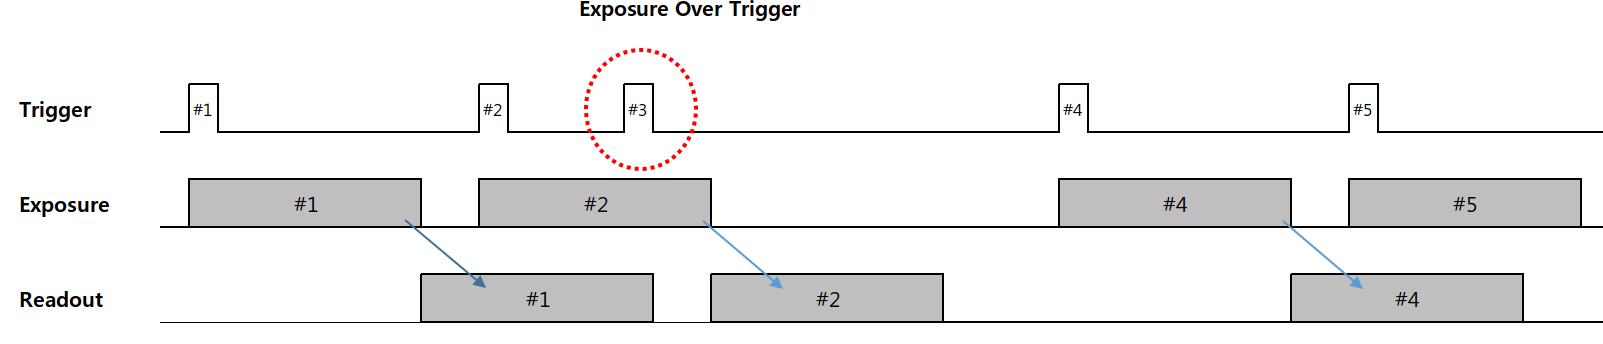 Exposure Over Trigger
Trigger #1 #2 #3 #4 #5
Exposure #1 #2 #4 #5
Readout #1 #2 #4